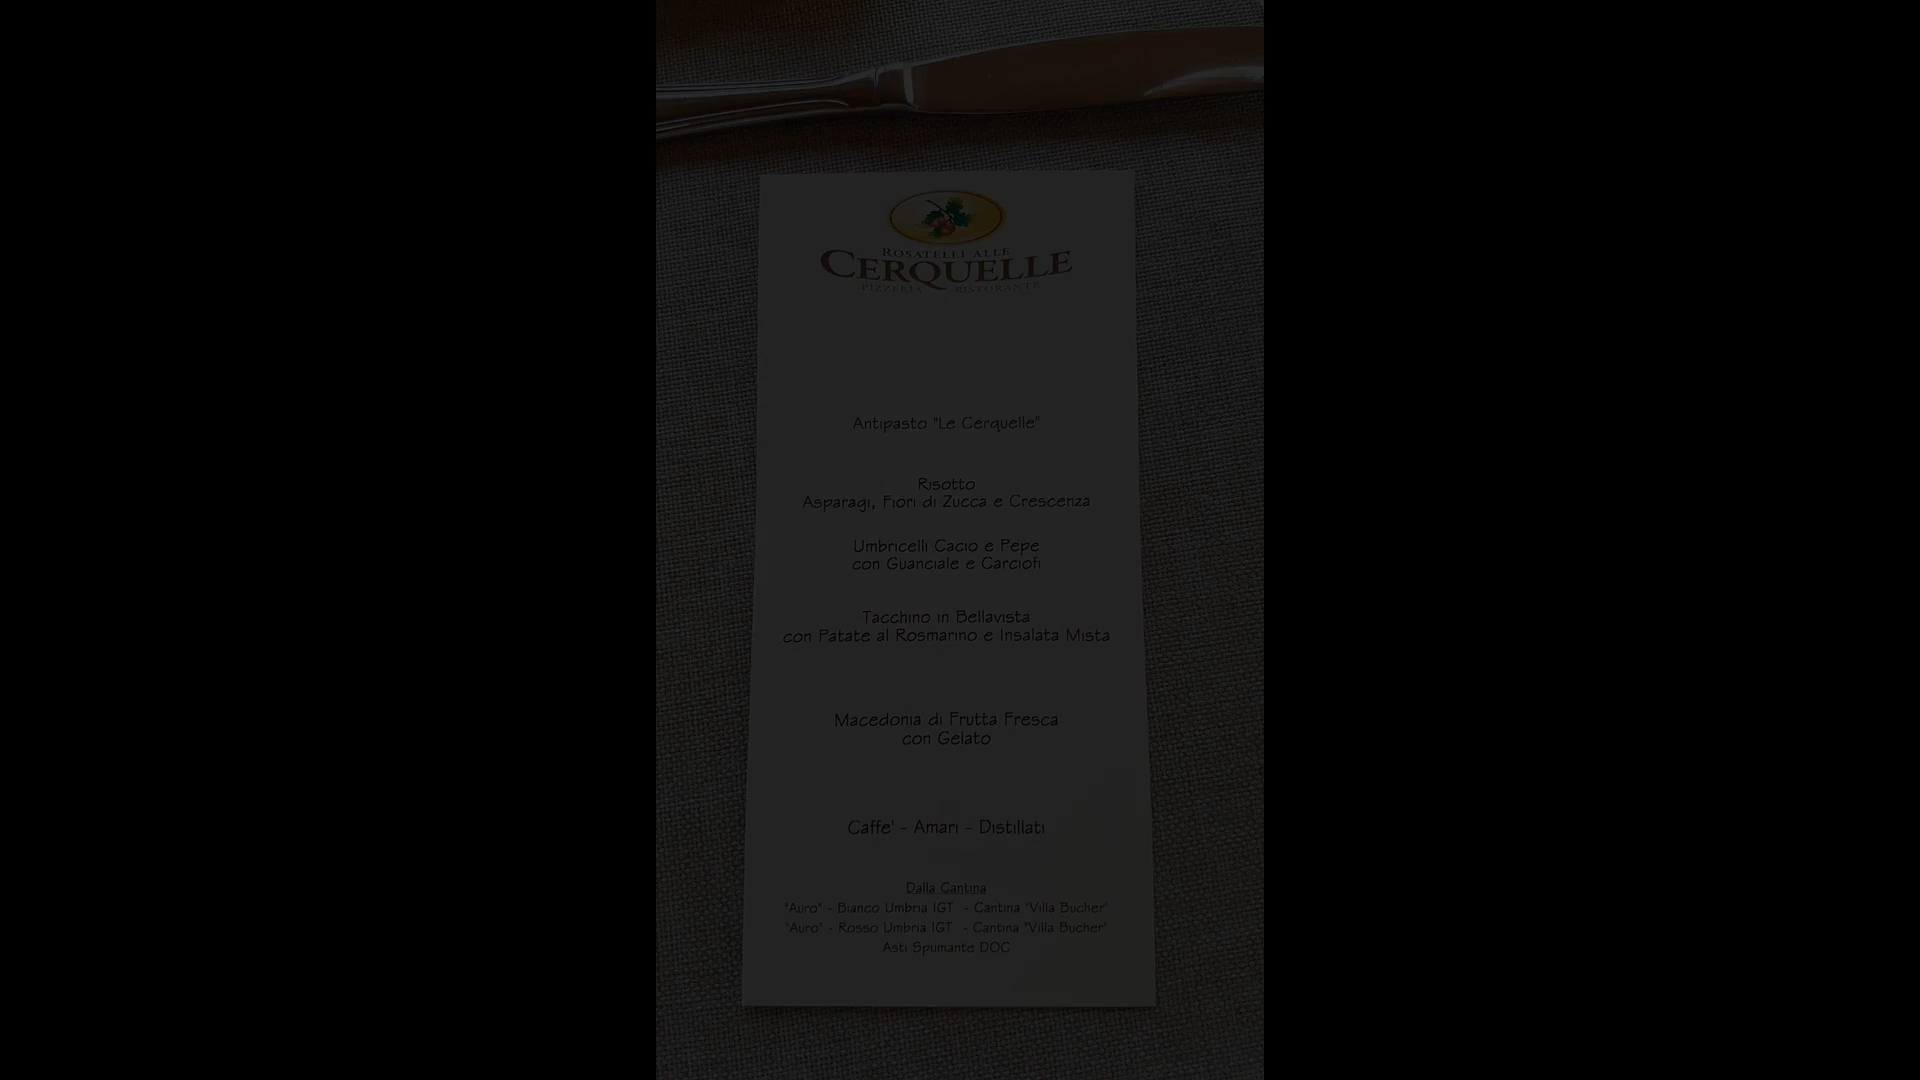 ROSATELLI ALLE
CERQUELLE
PIZZERIA RISTORANTE
Antipasto "Le Cerquelle"
Risotto
Asparagi, Fiori di Zucca e Crescenza
Umbricelli Cacio e Pepe
con Guanciale e Carciofi
Tacchino in Bellavista
con Patate al Rosmarino e Insalata Mista
Macedonia di Frutta Fresca
con Gelato
Caffe' - Amari - Distillati
Dalla Cantina
"Auro" - Bianco Umbria IGT - Cantina "Villa Bucher"
"Auro" - Rosso Umbria IGT - Cantina "Villa Bucher"
Asti Spumante DOC